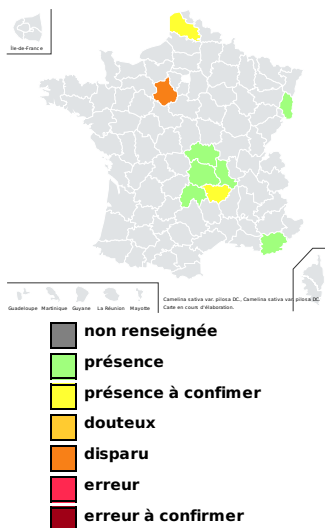 Île-de-France
Guadeloupe Martinique Guyane La Réunion Mayotte
Camelina sativa var. pilosa DC., Camelina sativa var. pilosa DC.
Carte en cours d'élaboration.
non renseignée
présence
présence à confimer
douteux
disparu
erreur
erreur à confirmer